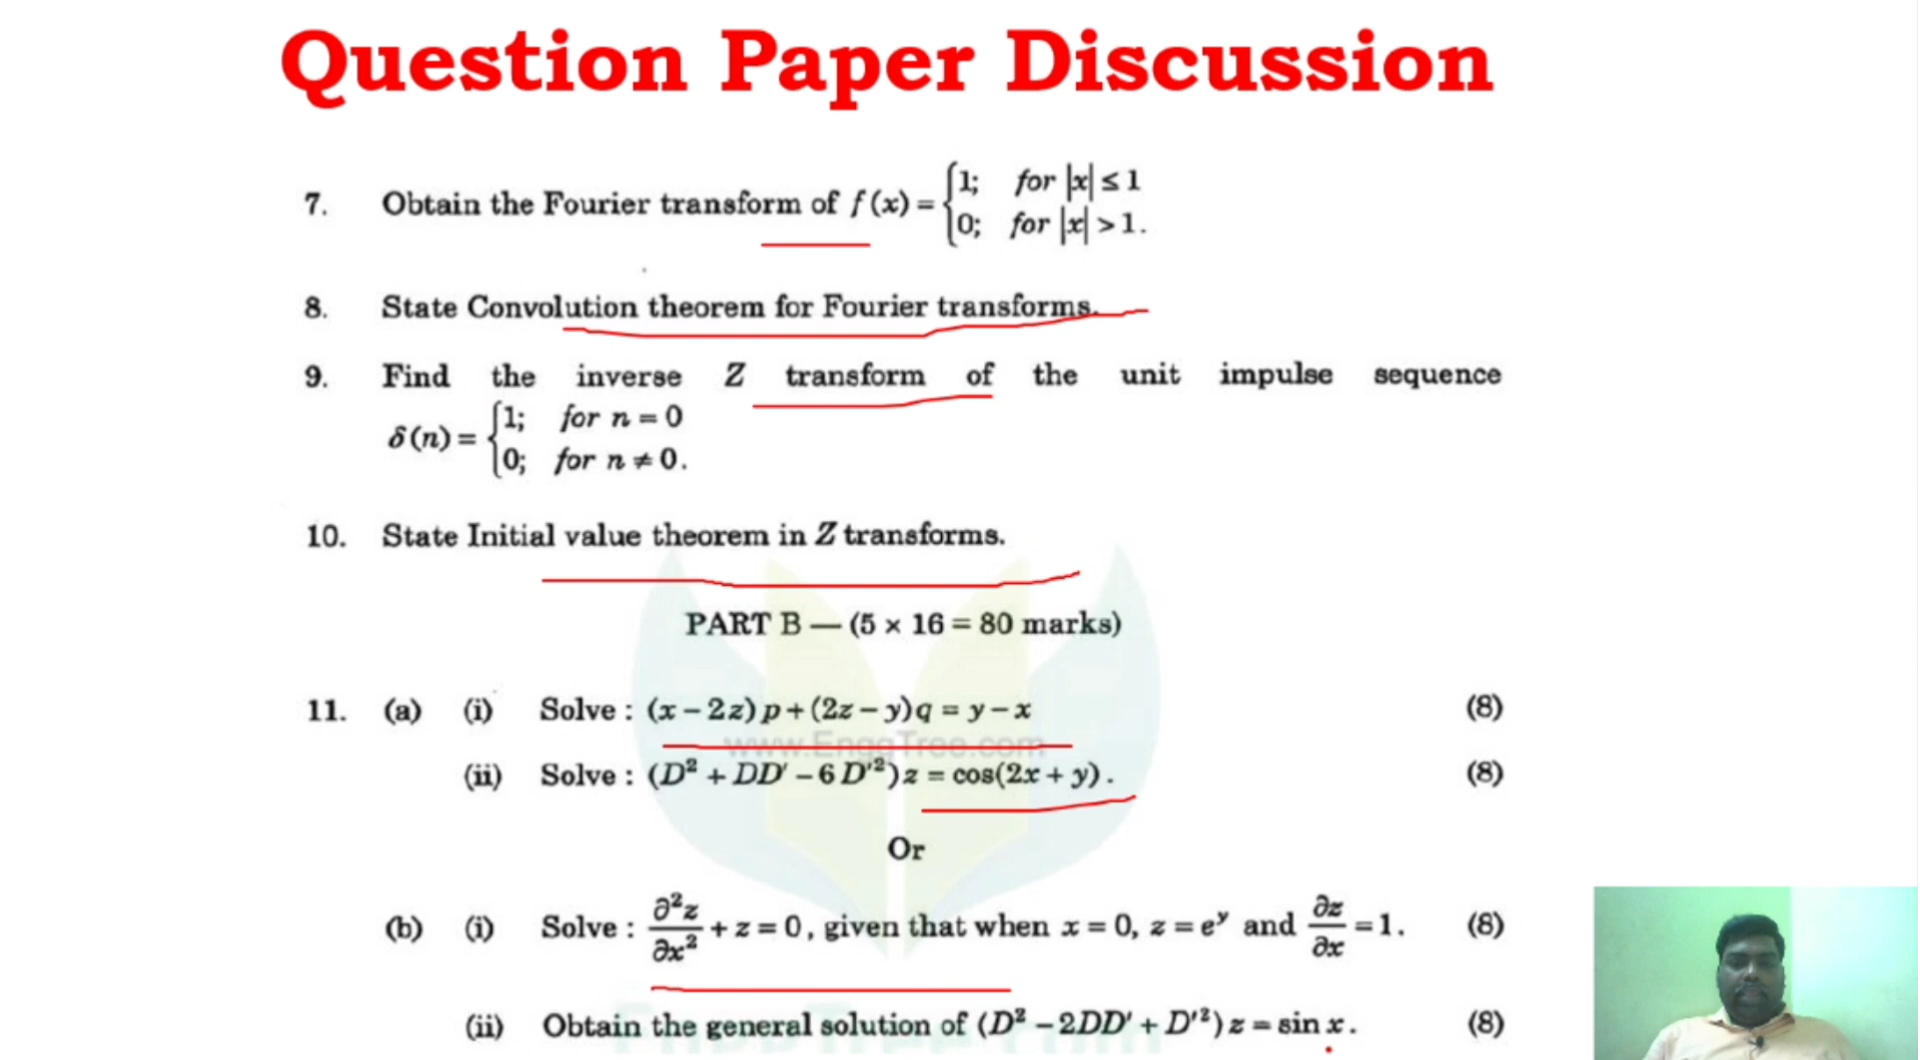 Question Paper Discussion
7. Obtain the Fourier transform of f(x) = {1; for |x| ≤ 1
0; for |x| > 1.
8. State Convolution theorem for Fourier transforms.
9. Find the inverse Z transform of the unit impulse sequence
δ(n) = {1; for n = 0
0; for n ≠ 0.
10. State Initial value theorem in Z transforms.
PART B — (5 × 16 = 80 marks)
11. (a) (i) Solve : (x – 2z) p + (2z – y) q = y – x (8)
www.EnggTree.com
(ii) Solve : (D² + DD' – 6 D'²) z = cos(2x + y). (8)
Or
(b) (i) Solve : ∂²z/∂x² + z = 0, given that when x = 0, z = e^y and ∂z/∂x = 1. (8)
(ii) Obtain the general solution of (D² – 2DD' + D'²) z = sin x. (8)